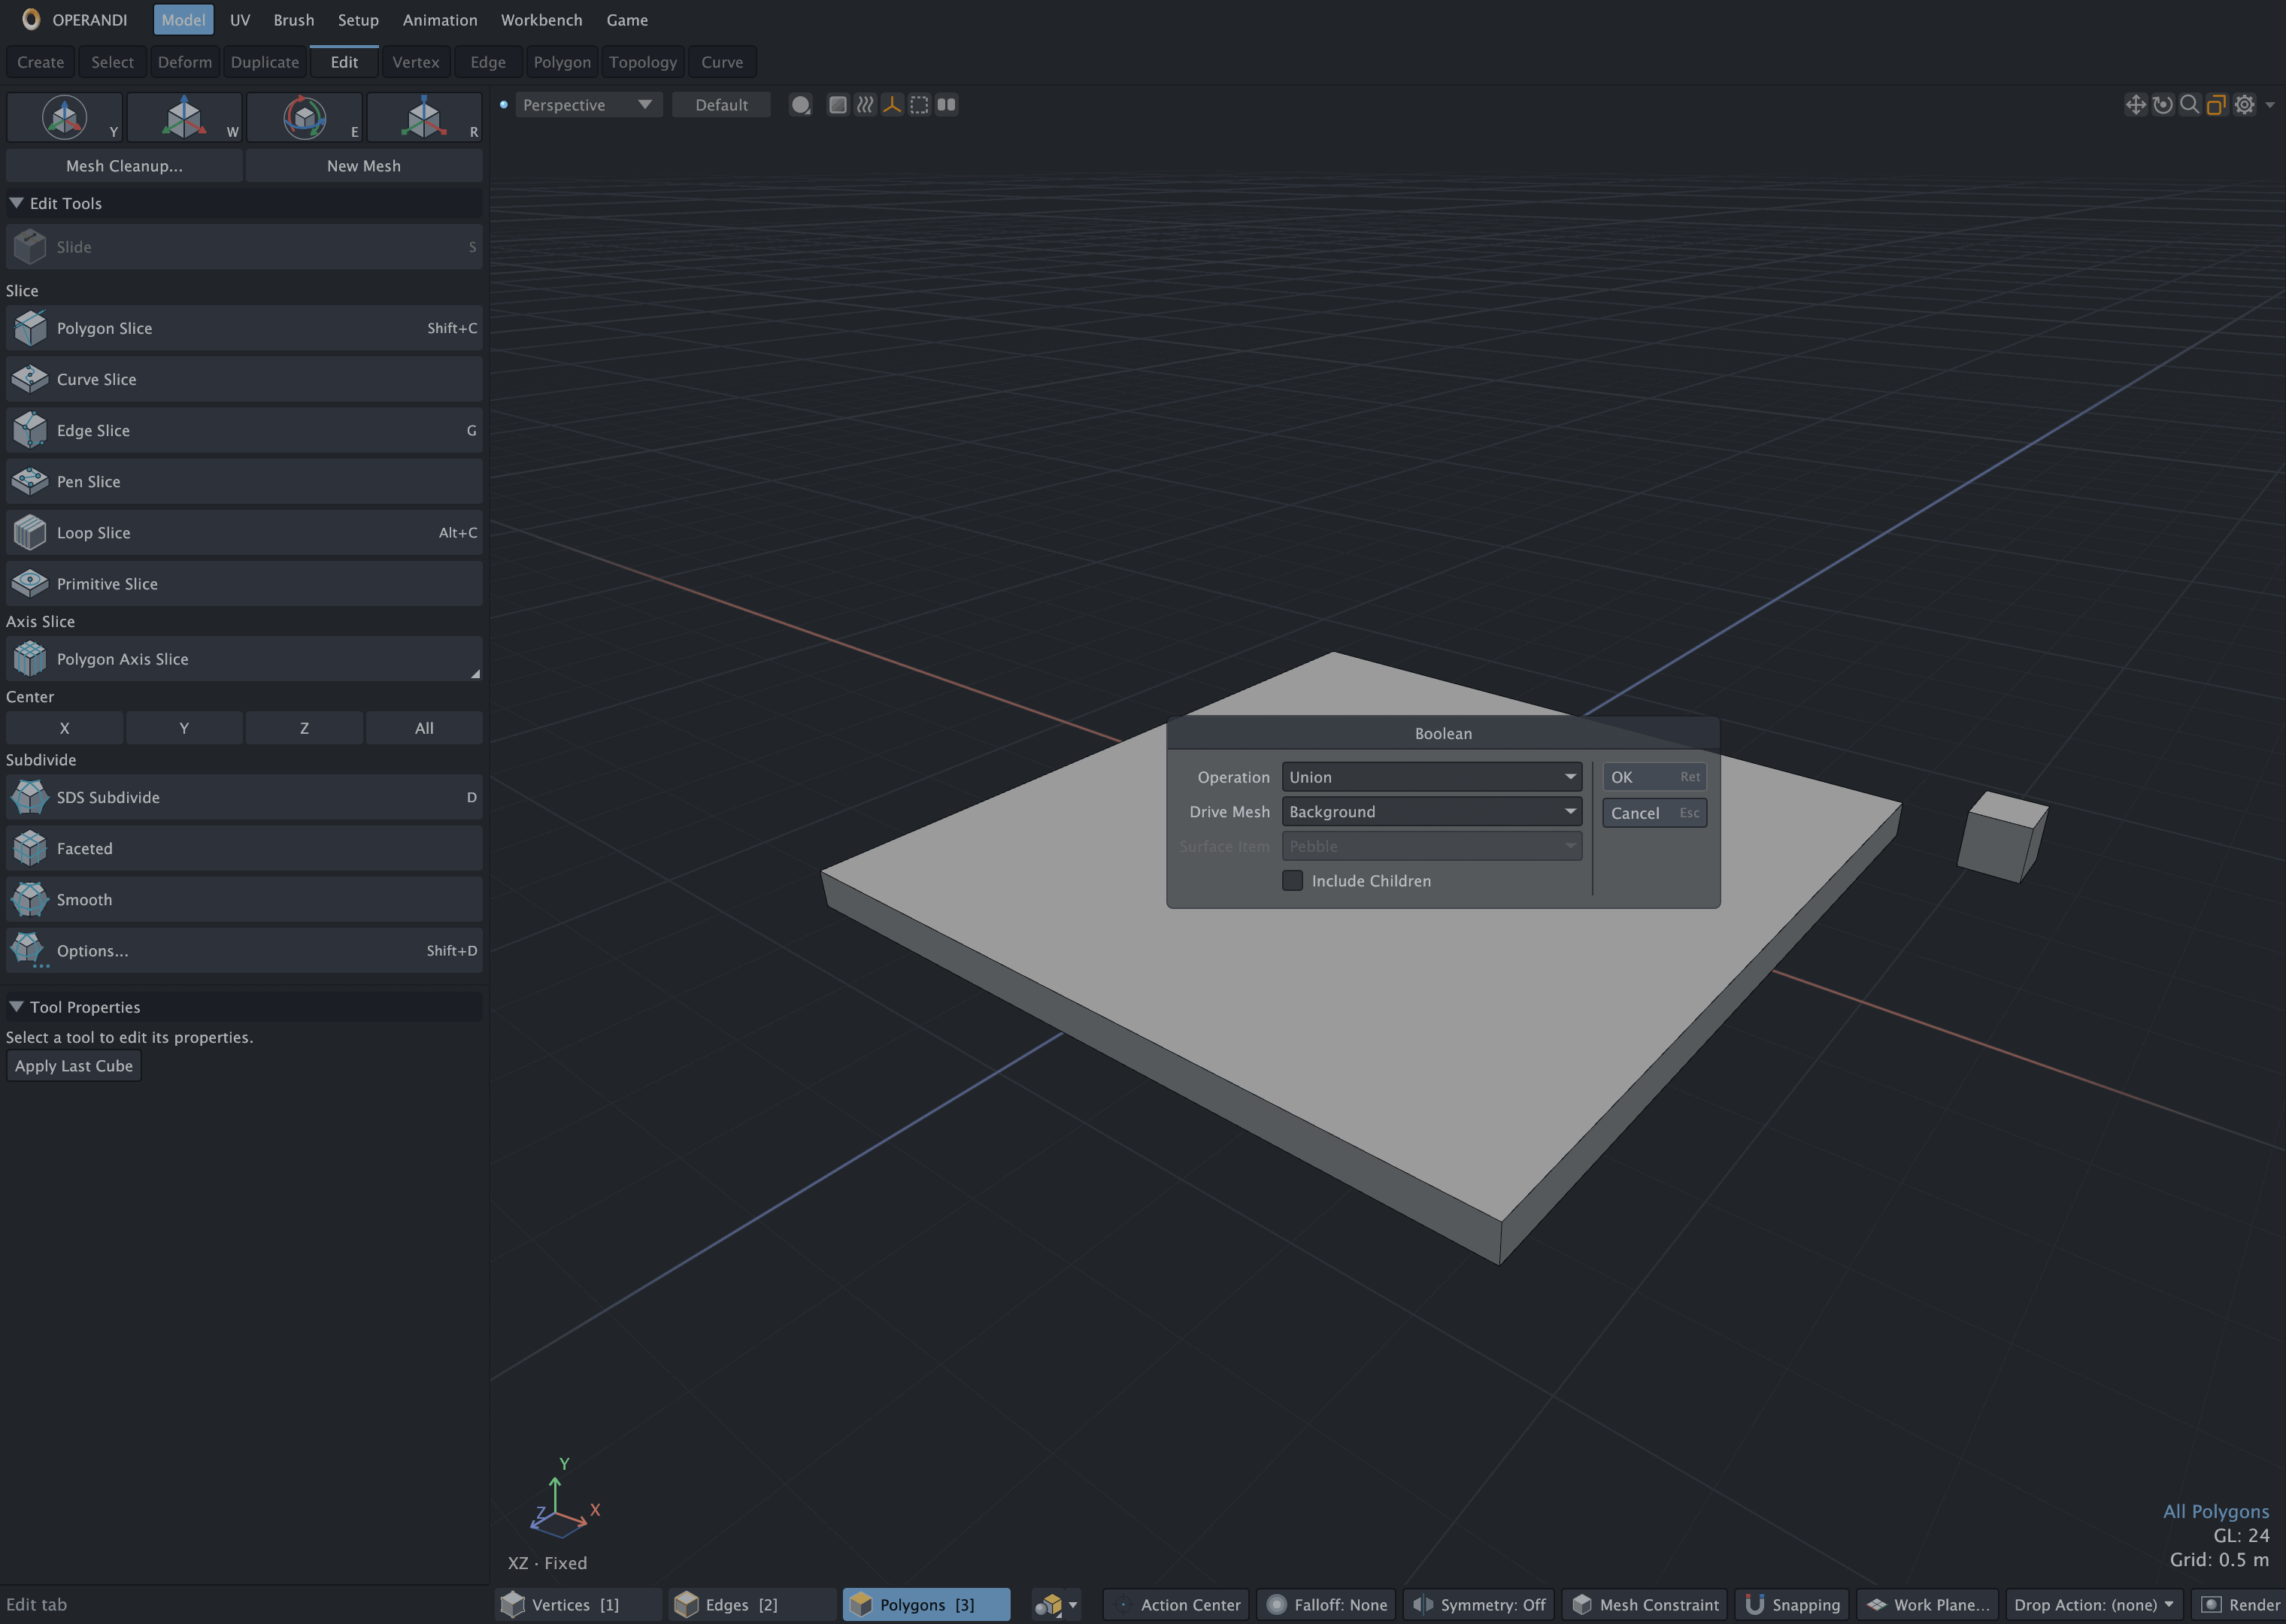 OPERANDI Model UV Brush Setup Animation Workbench Game
Create Select Deform Duplicate Edit Vertex Edge Polygon Topology Curve
Y W E R
Perspective Default
Mesh Cleanup... New Mesh
Edit Tools
Slide S
Slice
Polygon Slice Shift+C
Curve Slice
Edge Slice G
Pen Slice
Loop Slice Alt+C
Primitive Slice
Axis Slice
Polygon Axis Slice
Center
X Y Z All
Subdivide
SDS Subdivide D
Faceted
Smooth
Options... Shift+D
Tool Properties
Select a tool to edit its properties.
Apply Last Cube
Boolean
Operation Union OK Ret
Drive Mesh Background Cancel Esc
Surface Item Pebble
Include Children
Y
Z X
XZ · Fixed
All Polygons
GL: 24
Grid: 0.5 m
Edit tab
Vertices [1] Edges [2] Polygons [3] Action Center Falloff: None Symmetry: Off Mesh Constraint Snapping Work Plane... Drop Action: (none) Render